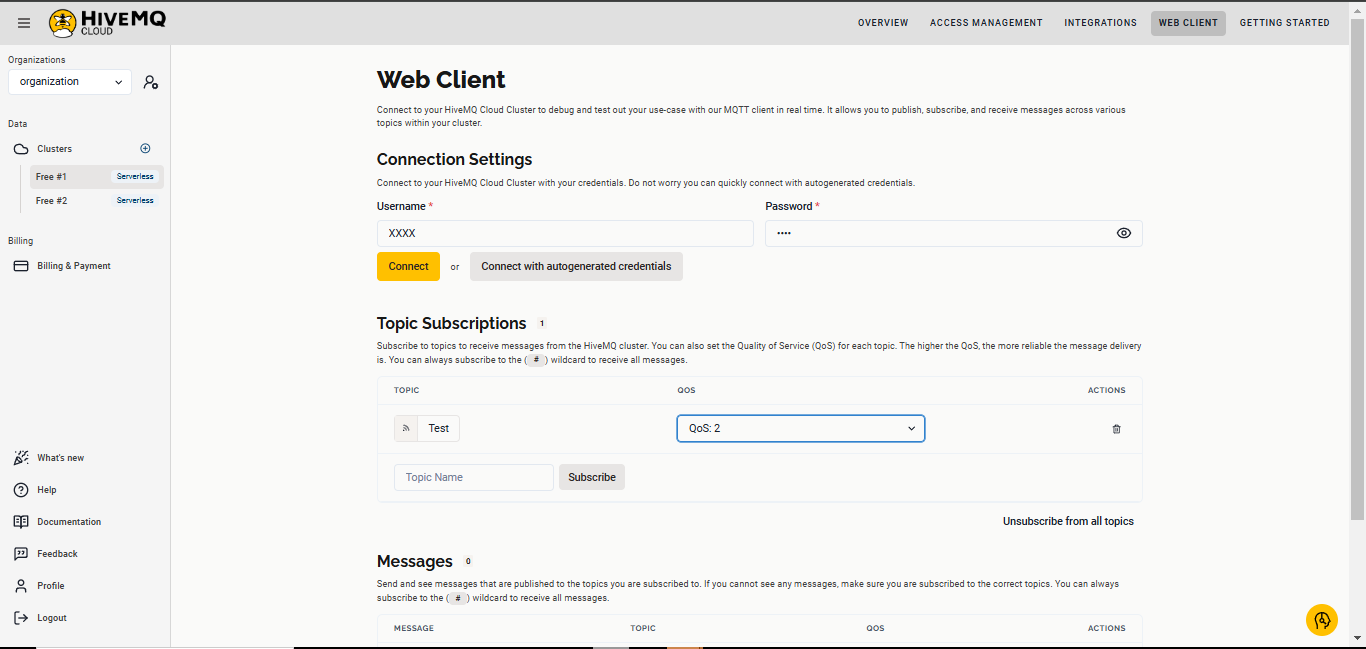 HIVEMQ
CLOUD
OVERVIEW ACCESS MANAGEMENT INTEGRATIONS WEB CLIENT GETTING STARTED
Organizations
organization
Data
Clusters
Free #1 Serverless
Free #2 Serverless
Billing
Billing & Payment
What's new
Help
Documentation
Feedback
Profile
Logout
Web Client
Connect to your HiveMQ Cloud Cluster to debug and test out your use-case with our MQTT client in real time. It allows you to publish, subscribe, and receive messages across various
topics within your cluster.
Connection Settings
Connect to your HiveMQ Cloud Cluster with your credentials. Do not worry you can quickly connect with autogenerated credentials.
Username * Password *
XXXX ••••
Connect or Connect with autogenerated credentials
Topic Subscriptions 1
Subscribe to topics to receive messages from the HiveMQ cluster. You can also set the Quality of Service (QoS) for each topic. The higher the QoS, the more reliable the message delivery
is. You can always subscribe to the ( # ) wildcard to receive all messages.
TOPIC QOS ACTIONS
Test QoS: 2
Topic Name Subscribe
Unsubscribe from all topics
Messages 0
Send and see messages that are published to the topics you are subscribed to. If you cannot see any messages, make sure you are subscribed to the correct topics. You can always
subscribe to the ( # ) wildcard to receive all messages.
MESSAGE TOPIC QOS ACTIONS